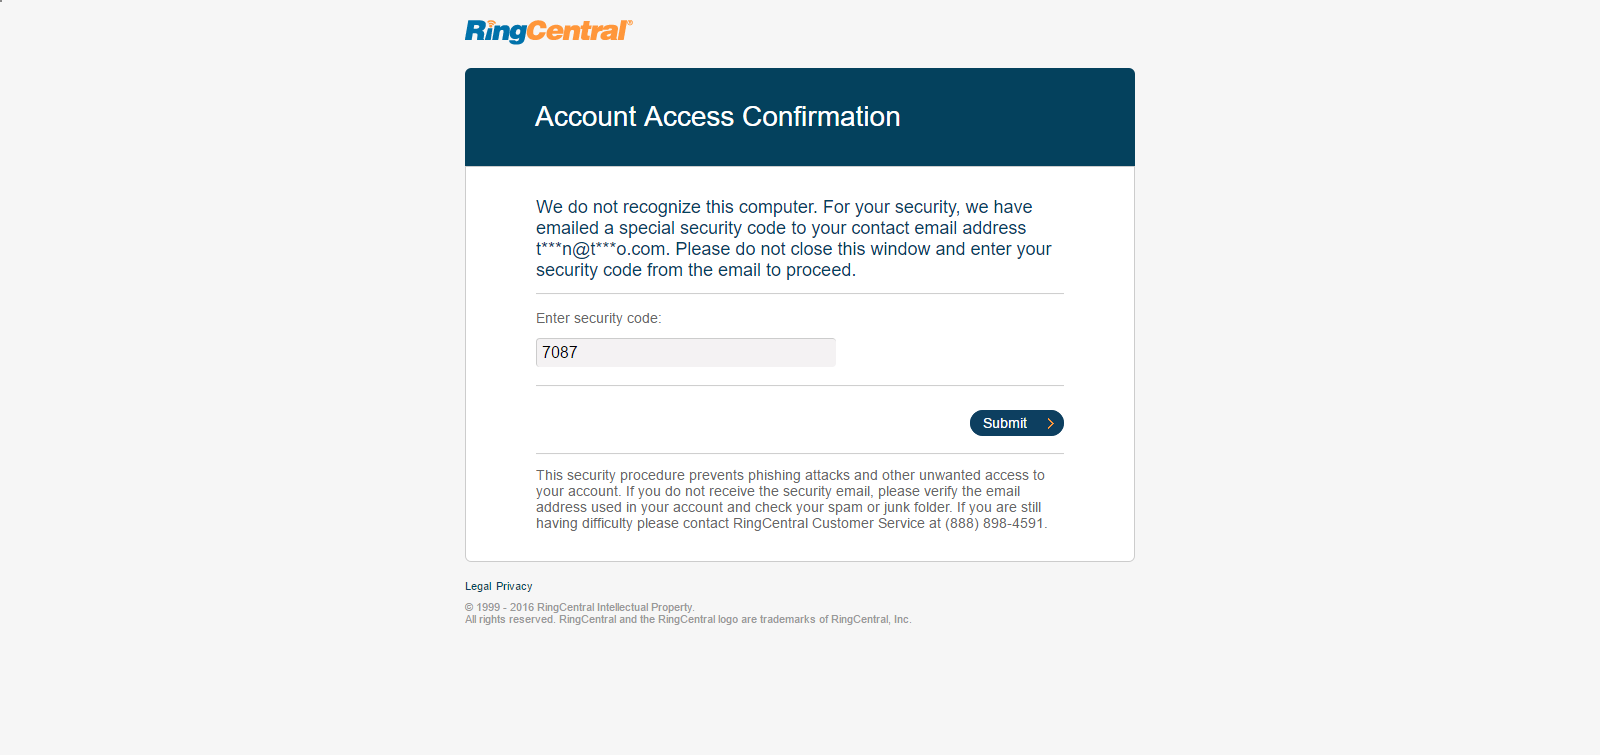 RingCentral®
Account Access Confirmation
We do not recognize this computer. For your security, we have
emailed a special security code to your contact email address
t***n@t***o.com. Please do not close this window and enter your
security code from the email to proceed.
Enter security code:
7087
Submit
This security procedure prevents phishing attacks and other unwanted access to
your account. If you do not receive the security email, please verify the email
address used in your account and check your spam or junk folder. If you are still
having difficulty please contact RingCentral Customer Service at (888) 898-4591.
Legal Privacy
© 1999 - 2016 RingCentral Intellectual Property.
All rights reserved. RingCentral and the RingCentral logo are trademarks of RingCentral, Inc.